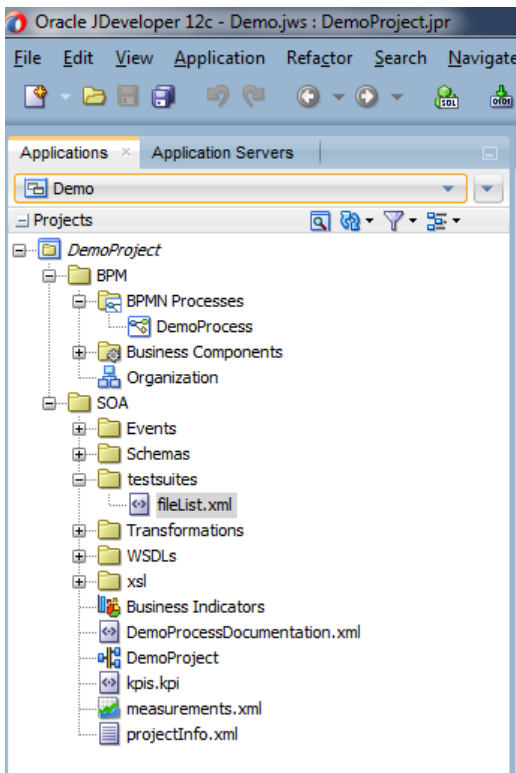 Oracle JDeveloper 12c - Demo.jws : DemoProject.jpr
File Edit View Application Refactor Search Navigate
SQL
Applications × Application Servers
Demo
Projects
DemoProject
BPM
BPMN Processes
DemoProcess
Business Components
Organization
SOA
Events
Schemas
testsuites
fileList.xml
Transformations
WSDLs
xsl
Business Indicators
DemoProcessDocumentation.xml
DemoProject
kpis.kpi
measurements.xml
projectInfo.xml